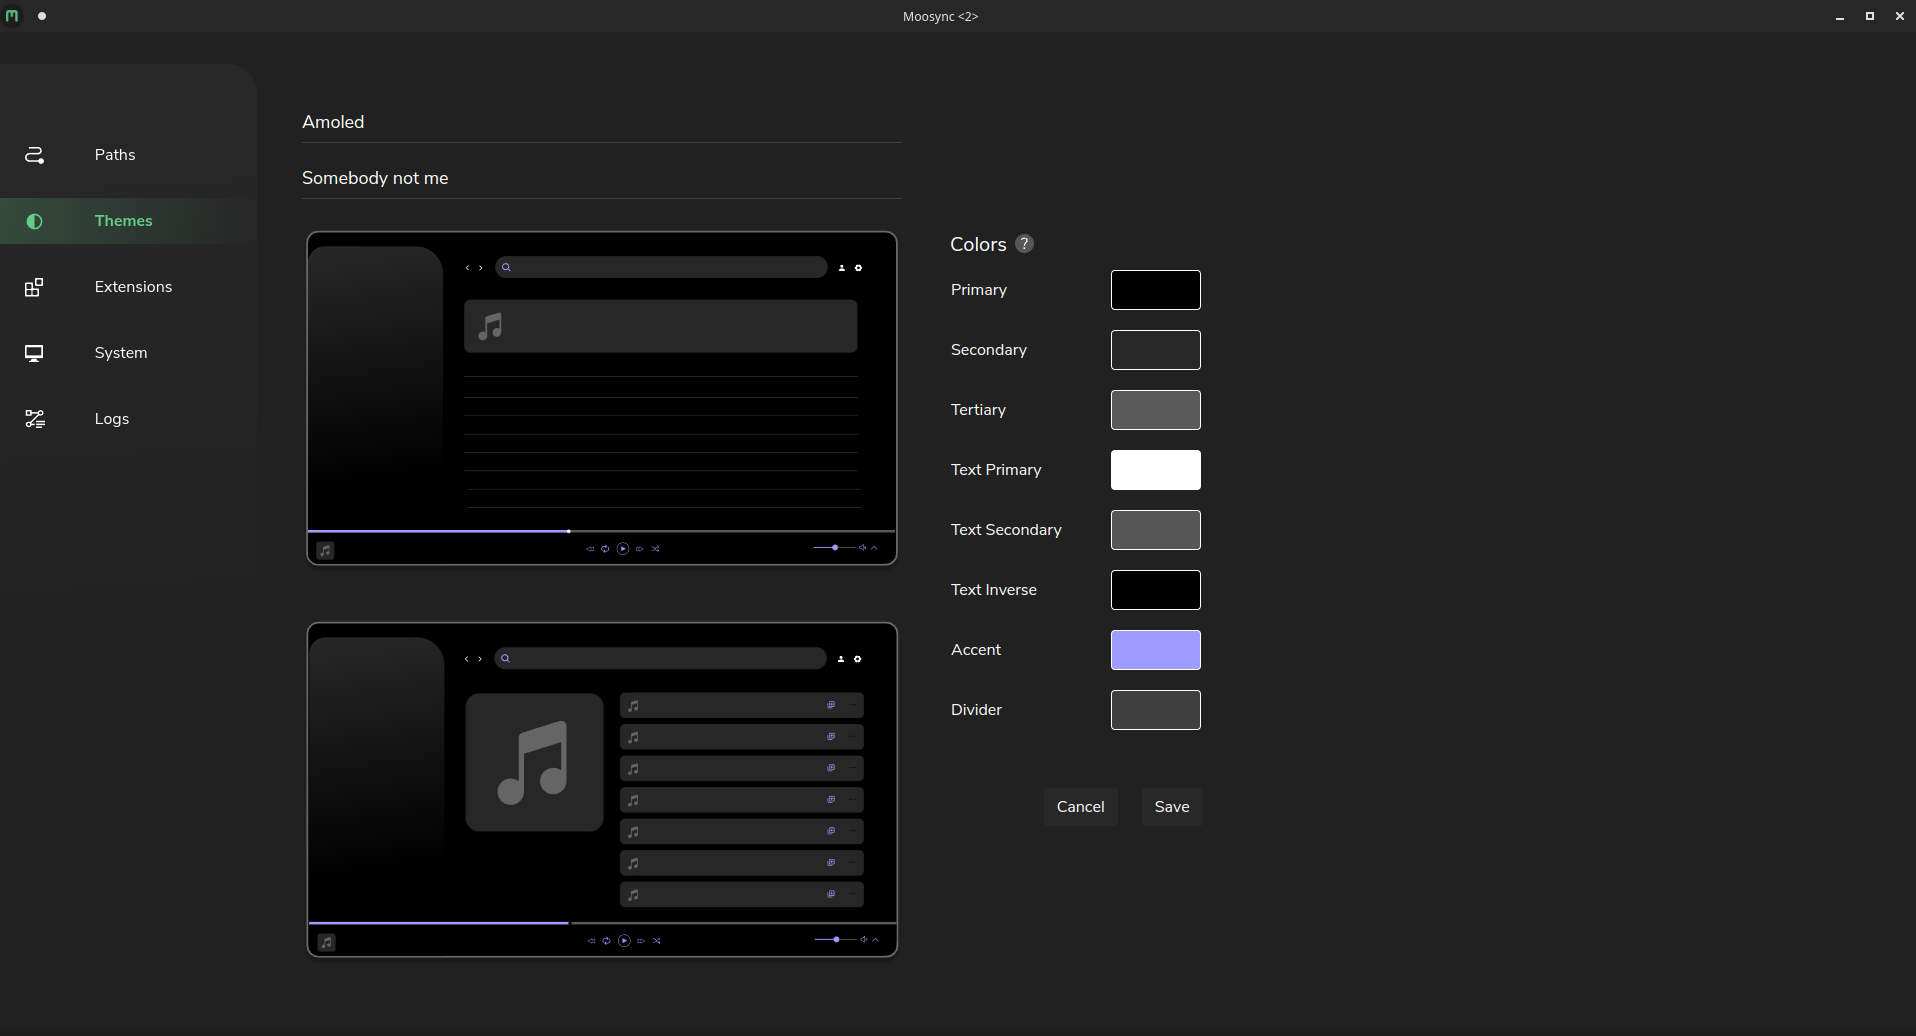 Moosync <2>
Paths
Themes
Extensions
System
Logs
Amoled
Somebody not me
Colors ?
Primary
Secondary
Tertiary
Text Primary
Text Secondary
Text Inverse
Accent
Divider
Cancel
Save